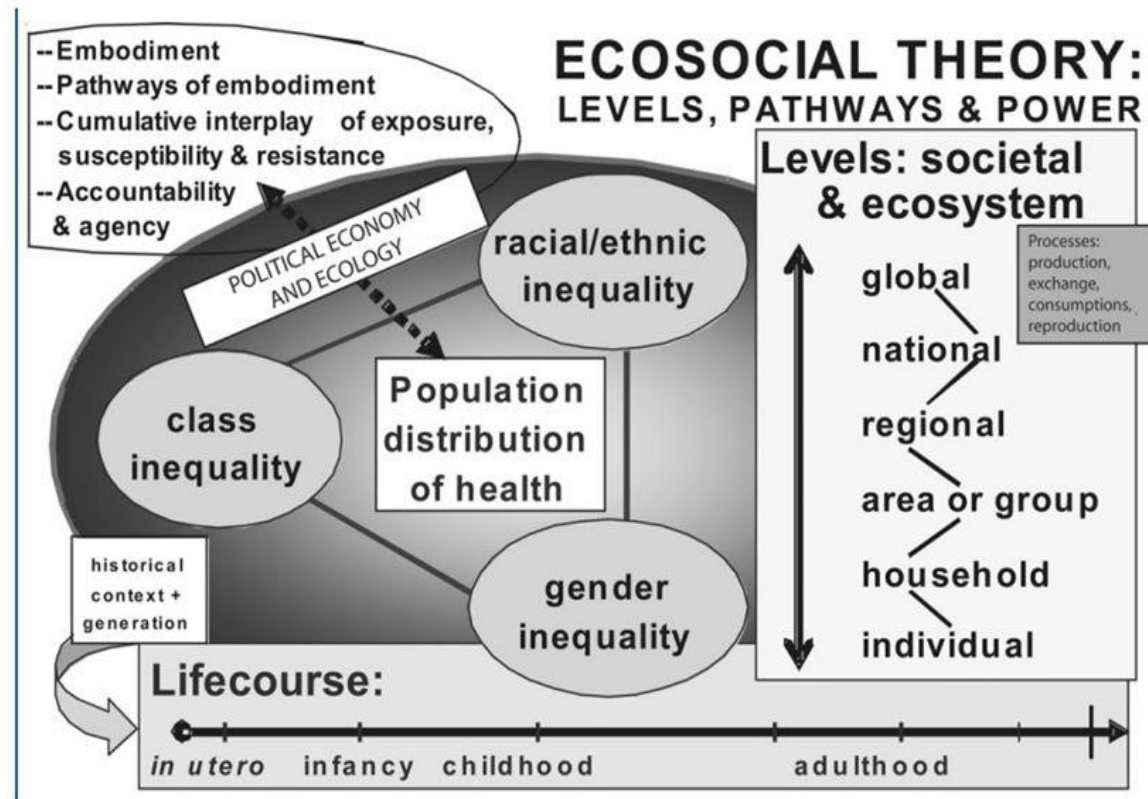 --Embodiment
--Pathways of embodiment
--Cumulative interplay of exposure,
susceptibility & resistance
--Accountability
& agency
ECOSOCIAL THEORY:
LEVELS, PATHWAYS & POWER
POLITICAL ECONOMY
AND ECOLOGY
racial/ethnic
inequality
class
inequality
Population
distribution
of health
gender
inequality
historical
context +
generation
Levels: societal
& ecosystem
Processes:
production,
exchange,
consumptions,
reproduction
global
national
regional
area or group
household
individual
Lifecourse:
in utero infancy childhood adulthood